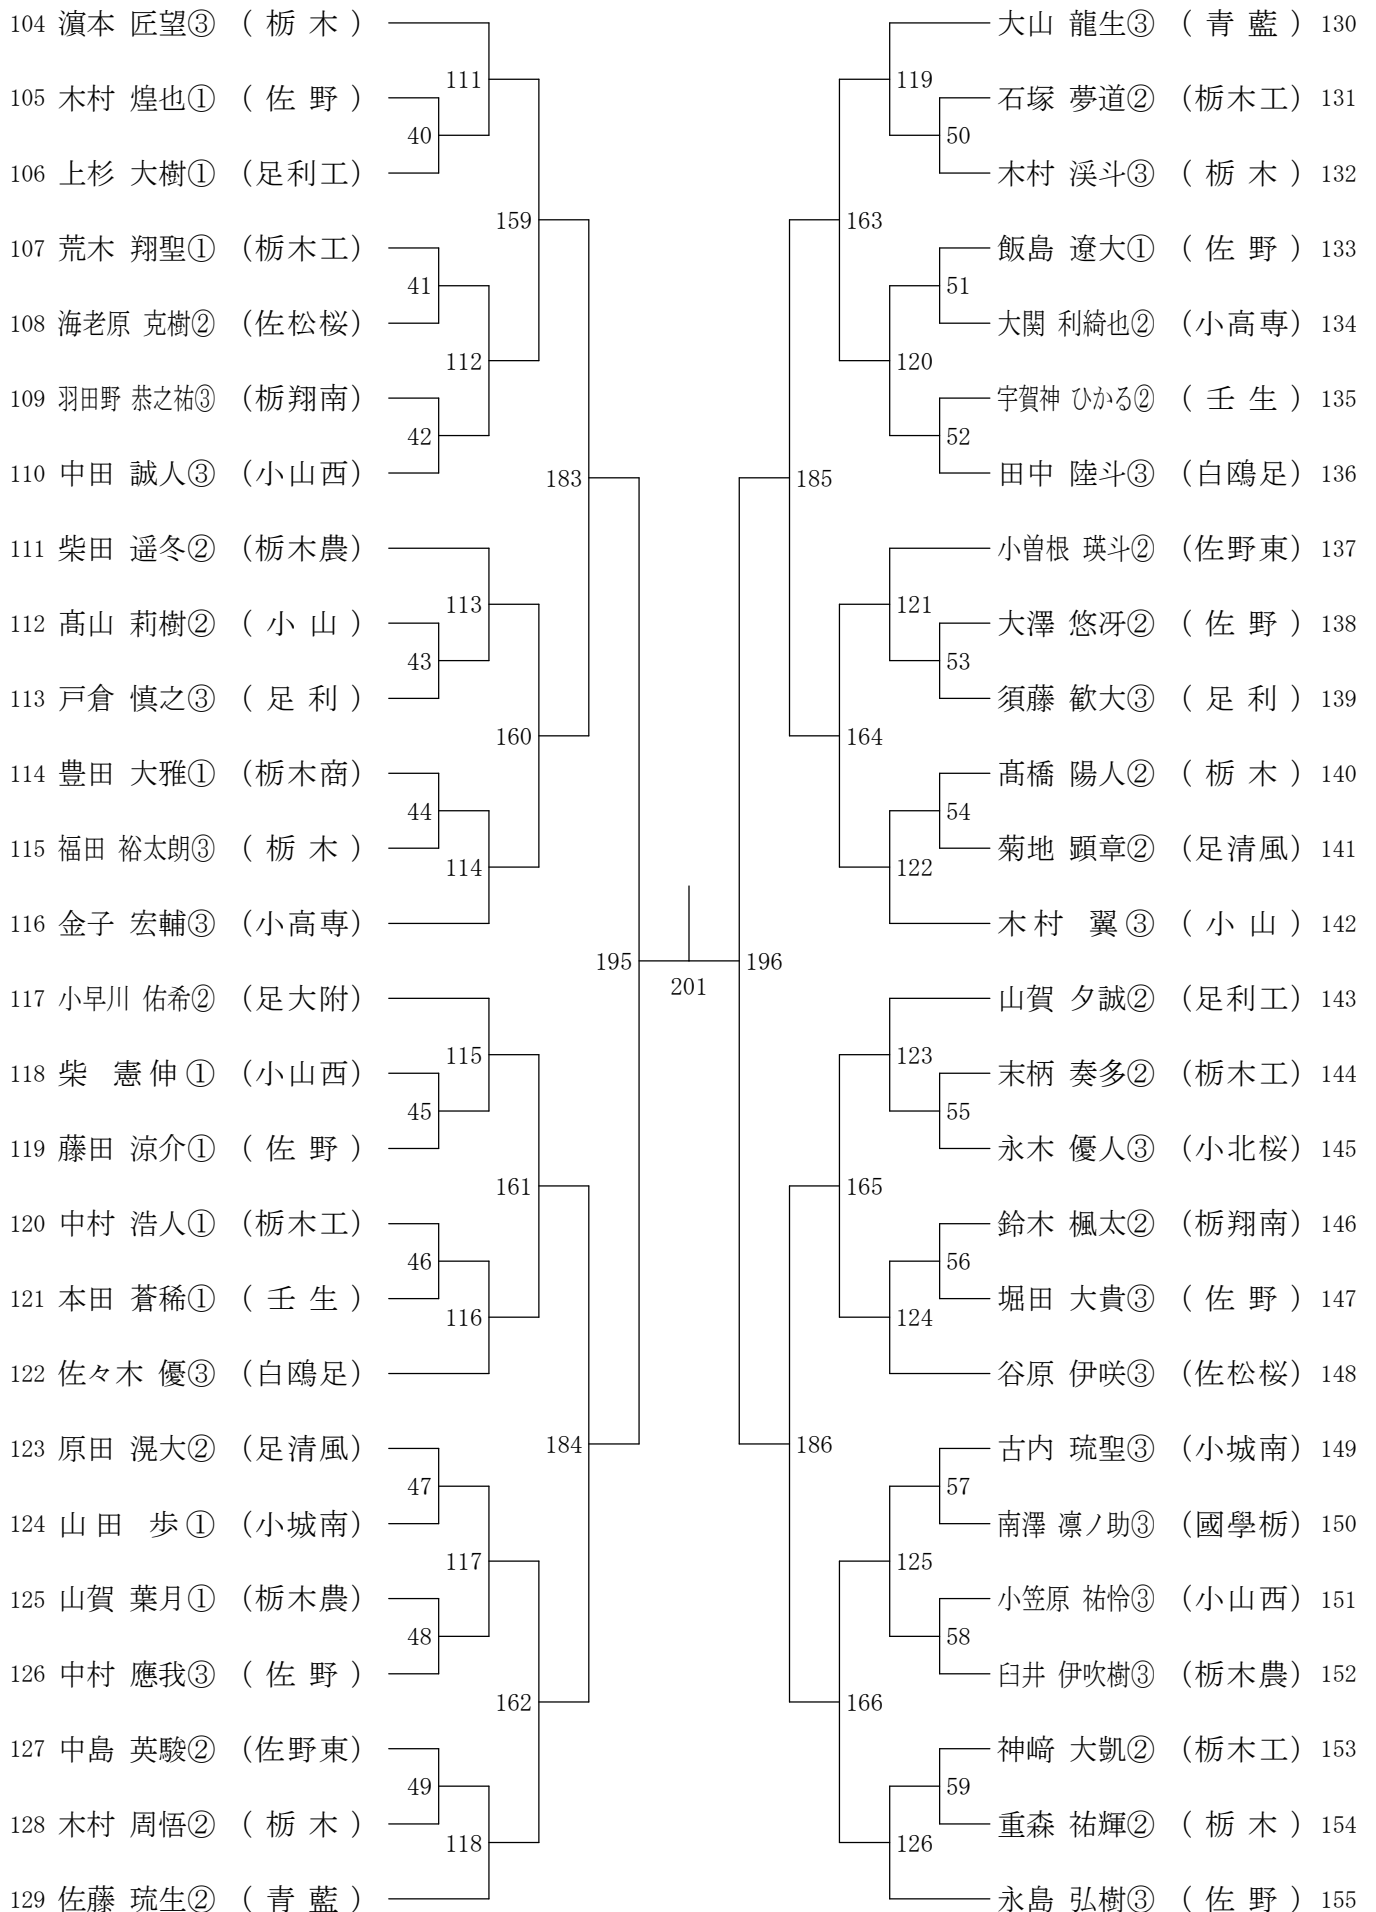 104 濵本 匠望③ （ 栃 木 ）
105 木村 煌也① （ 佐 野 ）
106 上杉 大樹① （足利工）
107 荒木 翔聖① （栃木工）
108 海老原 克樹② （佐松桜）
109 羽田野 恭之祐③ （栃翔南）
110 中田 誠人③ （小山西）
111 柴田 遥冬② （栃木農）
112 髙山 莉樹② （ 小 山 ）
113 戸倉 慎之③ （ 足 利 ）
114 豊田 大雅① （栃木商）
115 福田 裕太朗③ （ 栃 木 ）
116 金子 宏輔③ （小高専）
117 小早川 佑希② （足大附）
118 柴 憲伸① （小山西）
119 藤田 涼介① （ 佐 野 ）
120 中村 浩人① （栃木工）
121 本田 蒼稀① （ 壬 生 ）
122 佐々木 優③ （白鴎足）
123 原田 滉大② （足清風）
124 山田 歩① （小城南）
125 山賀 葉月① （栃木農）
126 中村 應我③ （ 佐 野 ）
127 中島 英駿② （佐野東）
128 木村 周悟② （ 栃 木 ）
129 佐藤 琉生② （ 青 藍 ）
40
41
42
43
44
45
46
47
48
49
111
112
113
114
115
116
117
118
159
160
161
162
183
184
195
201
196
185
186
163
164
165
166
119
120
121
122
123
124
125
126
50
51
52
53
54
55
56
57
58
59
大山 龍生③ （ 青 藍 ） 130
石塚 夢道② （栃木工） 131
木村 渓斗③ （ 栃 木 ） 132
飯島 遼大① （ 佐 野 ） 133
大関 利綺也② （小高専） 134
宇賀神 ひかる② （ 壬 生 ） 135
田中 陸斗③ （白鴎足） 136
小曽根 瑛斗② （佐野東） 137
大澤 悠冴② （ 佐 野 ） 138
須藤 歓大③ （ 足 利 ） 139
髙橋 陽人② （ 栃 木 ） 140
菊地 顕章② （足清風） 141
木村 翼③ （ 小 山 ） 142
山賀 夕誠② （足利工） 143
末柄 奏多② （栃木工） 144
永木 優人③ （小北桜） 145
鈴木 楓太② （栃翔南） 146
堀田 大貴③ （ 佐 野 ） 147
谷原 伊咲③ （佐松桜） 148
古内 琉聖③ （小城南） 149
南澤 凛ノ助③ （國學栃） 150
小笠原 祐怜③ （小山西） 151
臼井 伊吹樹③ （栃木農） 152
神﨑 大凱② （栃木工） 153
重森 祐輝② （ 栃 木 ） 154
永島 弘樹③ （ 佐 野 ） 155